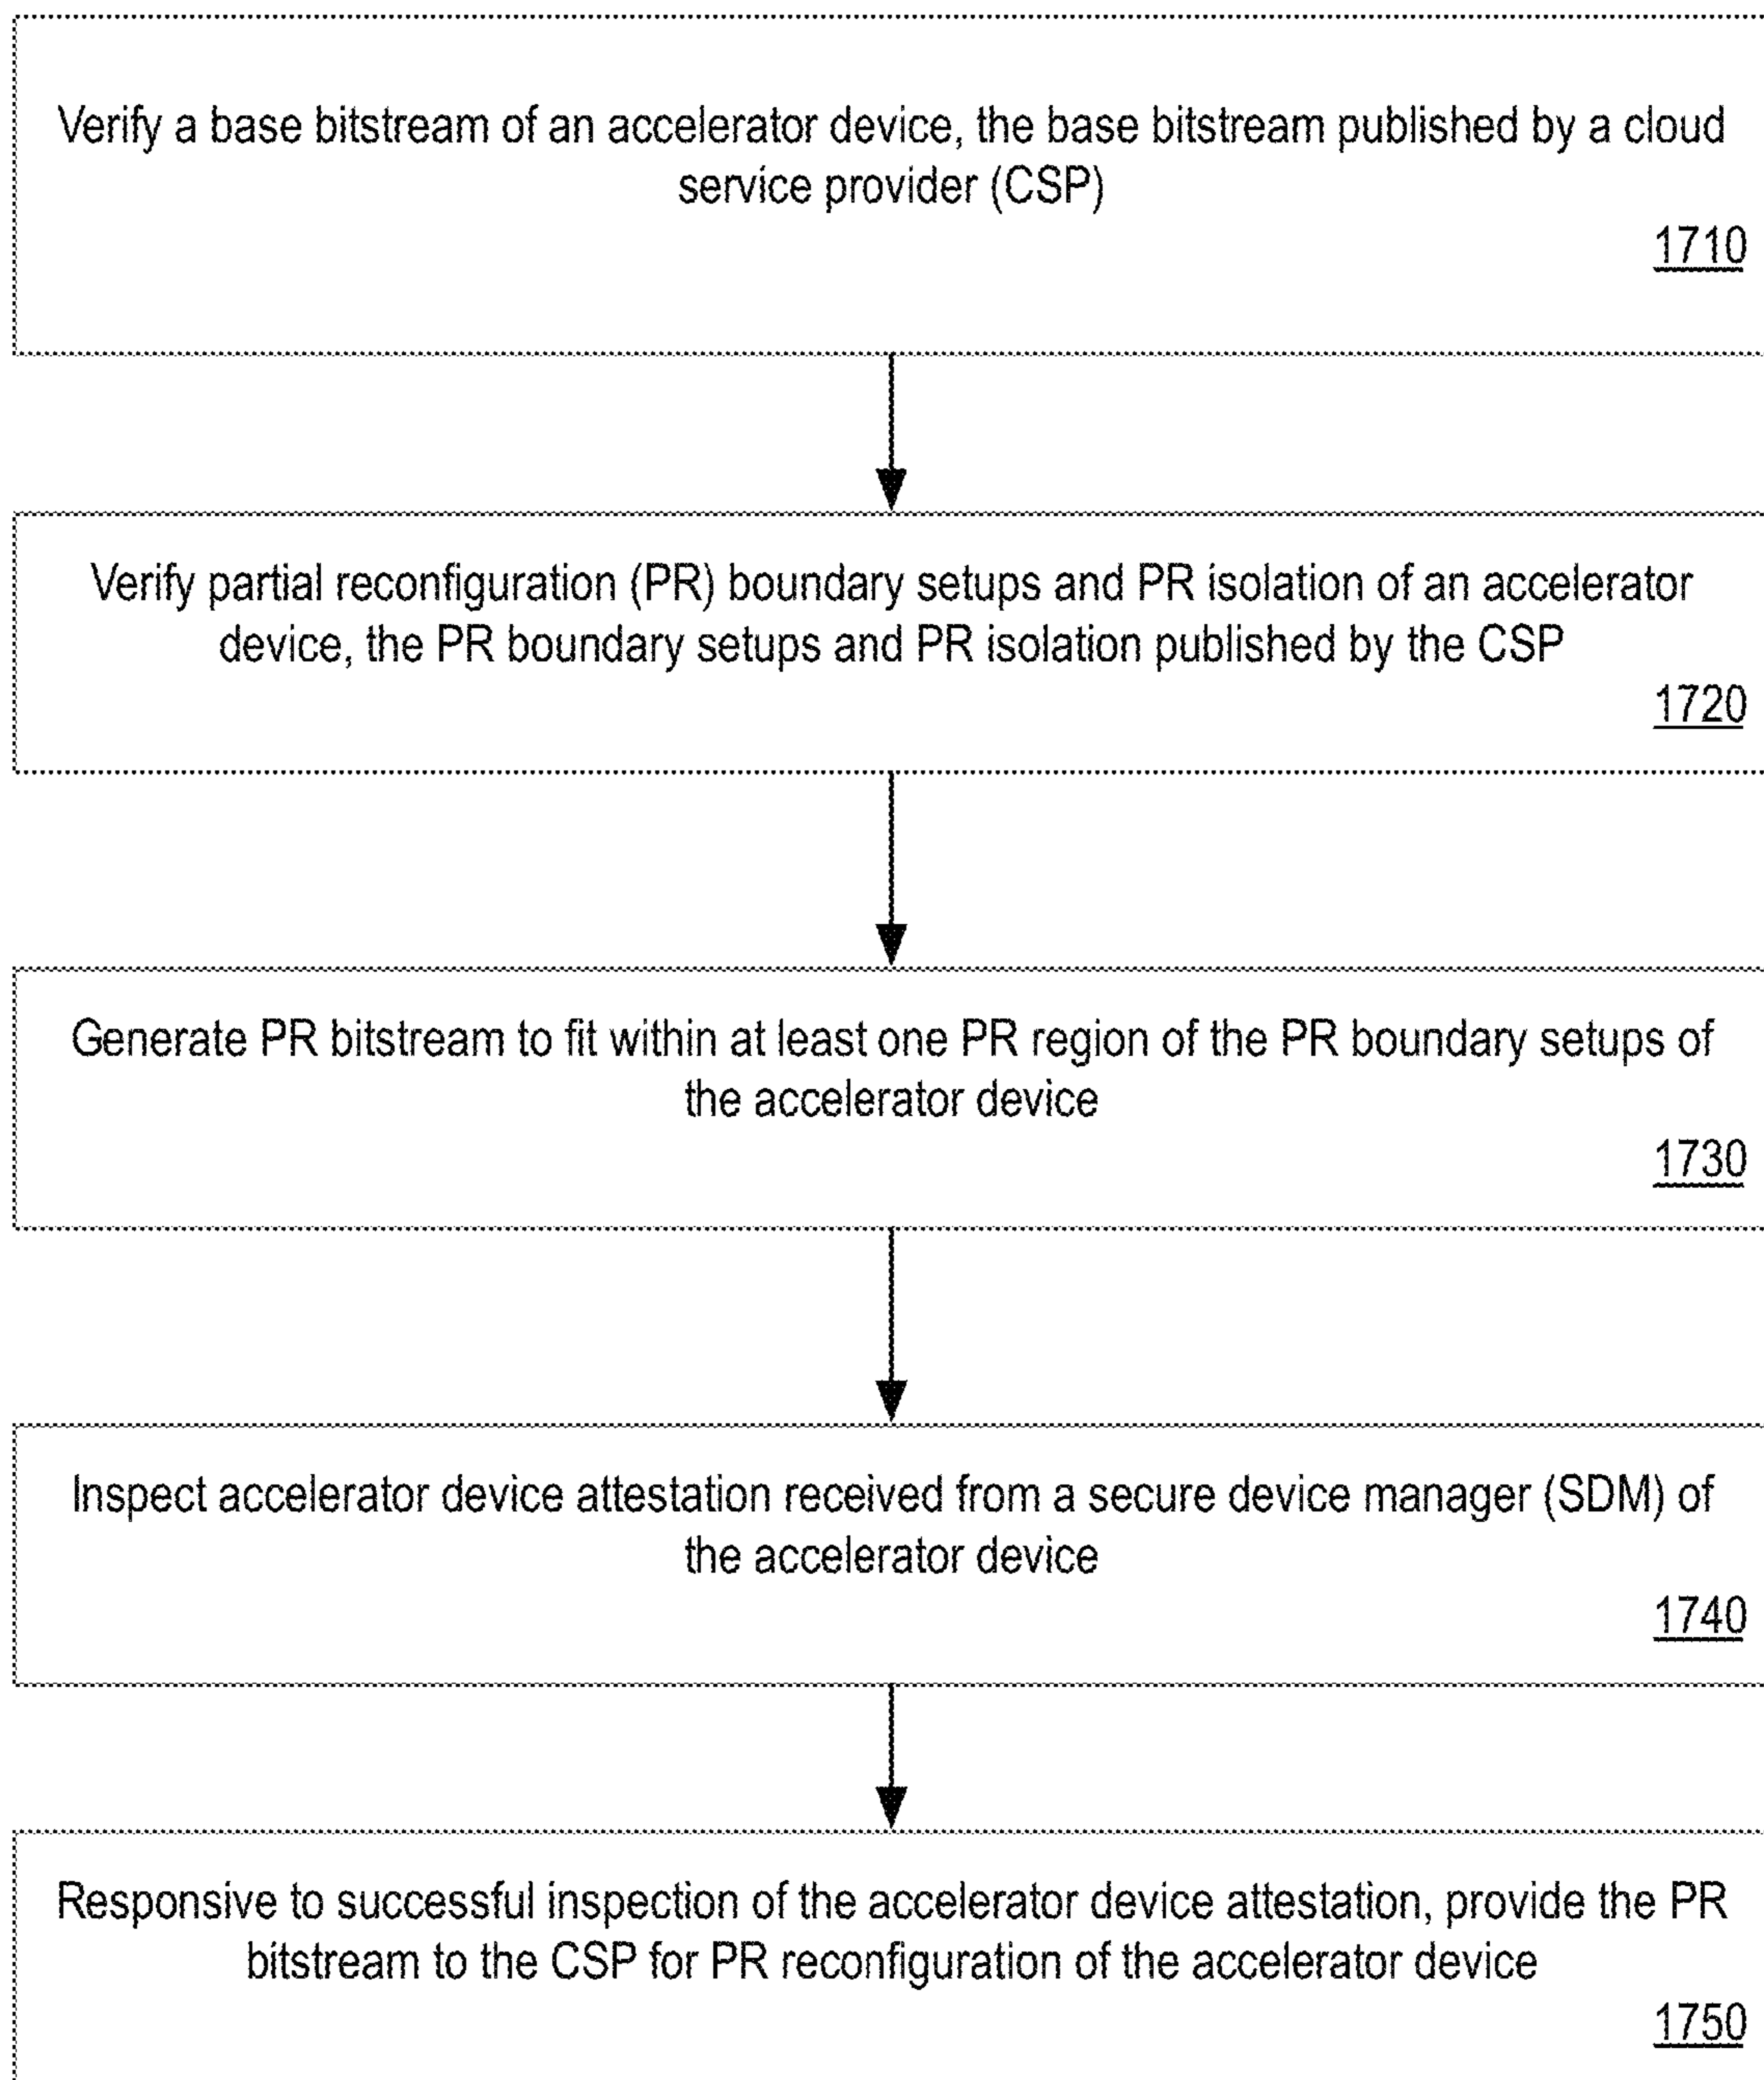 Verify a base bitstream of an accelerator device, the base bitstream published by a cloud
service provider (CSP)
1710
Verify partial reconfiguration (PR) boundary setups and PR isolation of an accelerator
device, the PR boundary setups and PR isolation published by the CSP
1720
Generate PR bitstream to fit within at least one PR region of the PR boundary setups of
the accelerator device
1730
Inspect accelerator device attestation received from a secure device manager (SDM) of
the accelerator device
1740
Responsive to successful inspection of the accelerator device attestation, provide the PR
bitstream to the CSP for PR reconfiguration of the accelerator device
1750